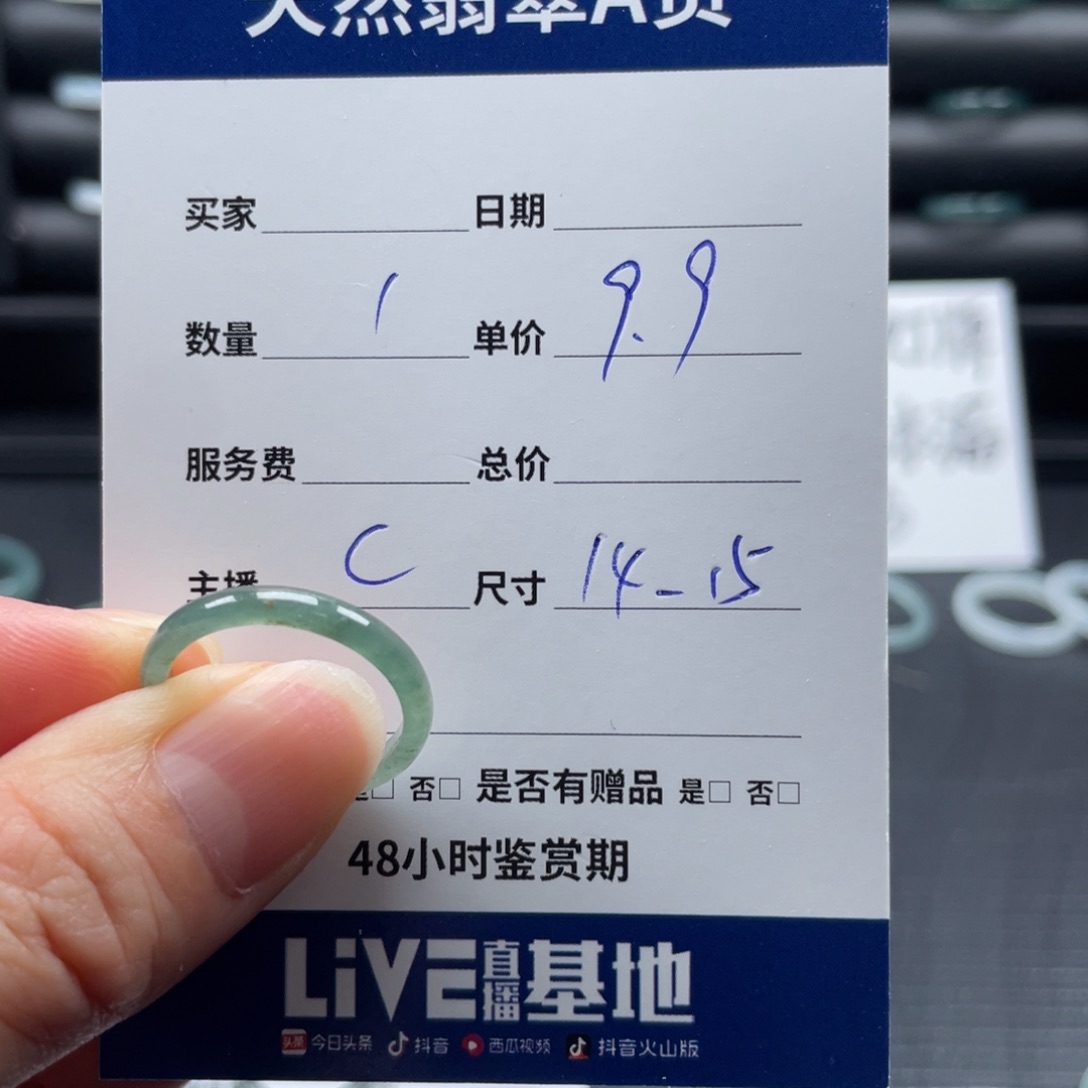 天然翡翠A货
买家 日期
数量 1 单价 9.9
服务费 总价
主播 C 尺寸 14-15
是□ 否□ 是否有赠品 是□ 否□
48小时鉴赏期
LiVE直播基地
头条 今日头条 抖音 西瓜视频 抖音火山版